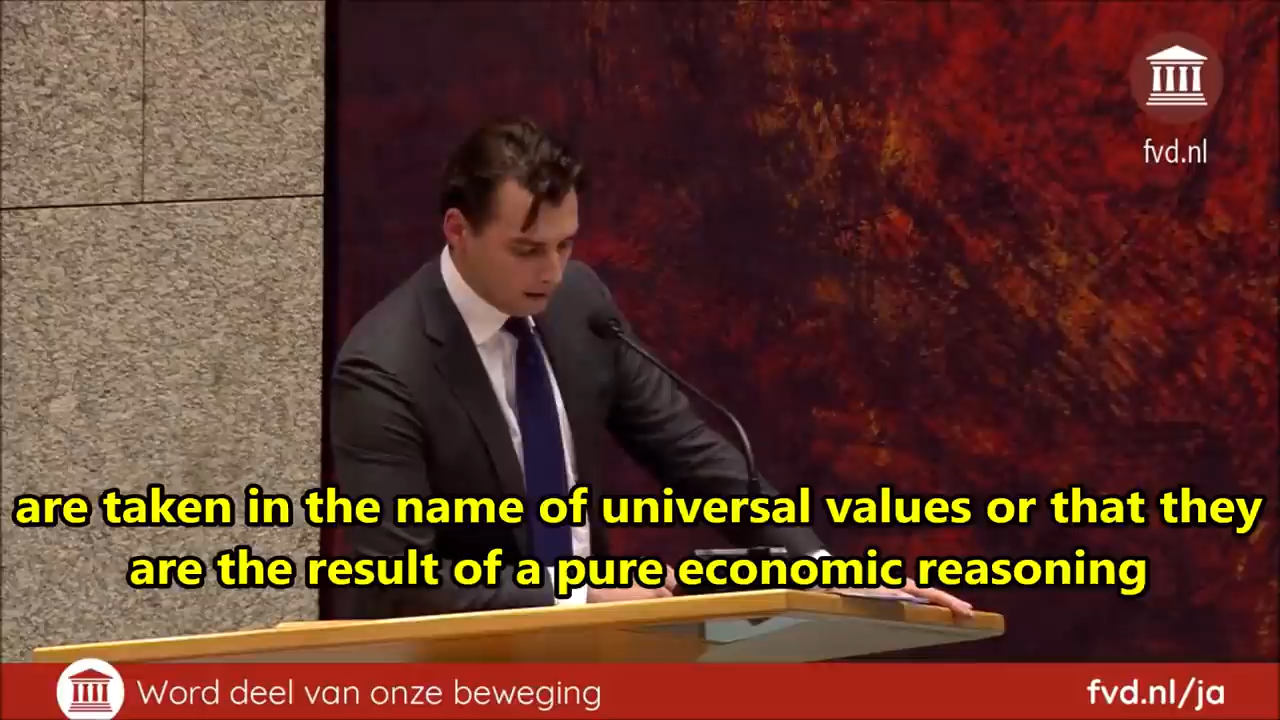 fvd.nl
are taken in the name of universal values or that they
are the result of a pure economic reasoning
Word deel van onze beweging
fvd.nl/ja